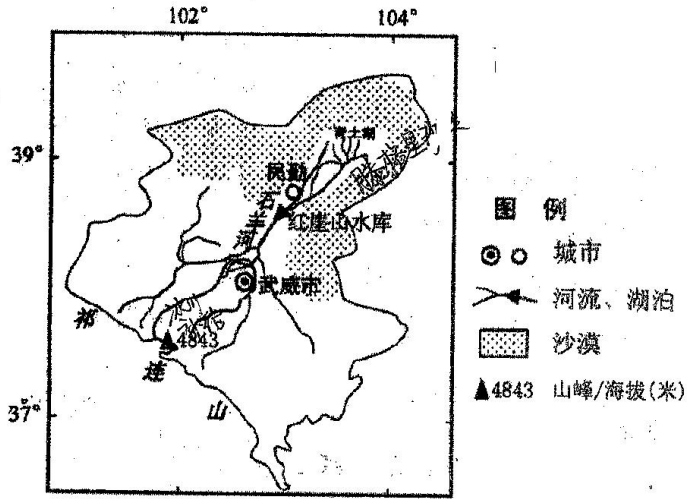 102° 104°
39°
37°
青土湖
民勤
石羊河
红崖山水库
武威市
4843
祁连山
图 例
城市
河流、湖泊
沙漠
4843 山峰/海拔(米)